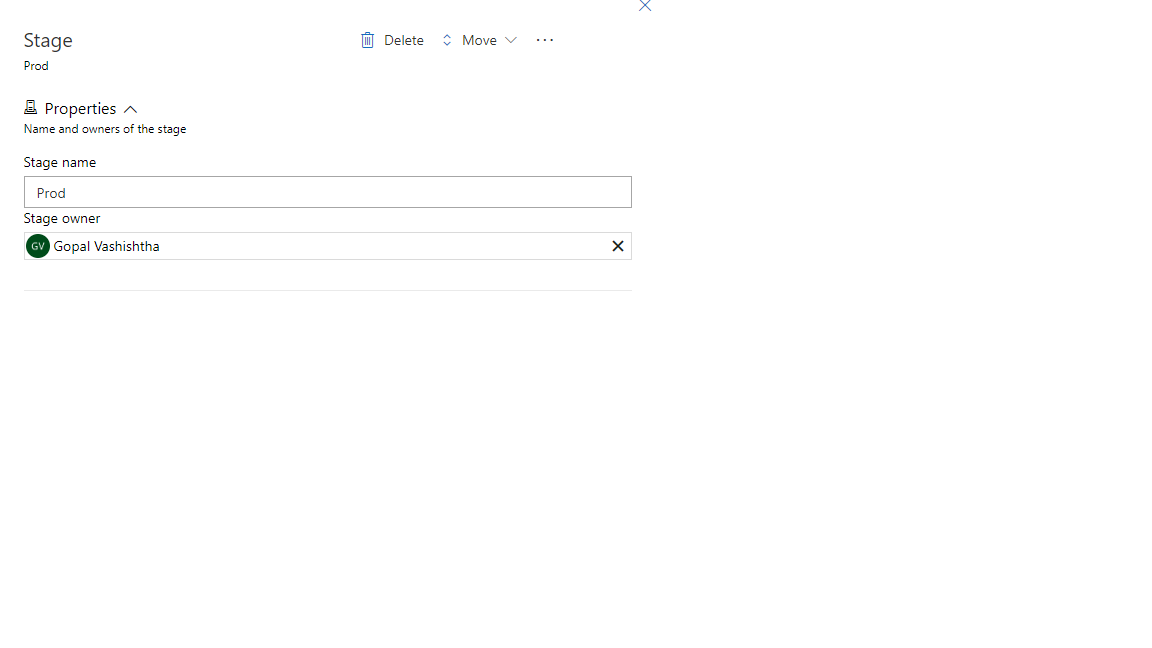 Stage
Delete Move ···
Prod
Properties
Name and owners of the stage
Stage name
Prod
Stage owner
GV Gopal Vashishtha